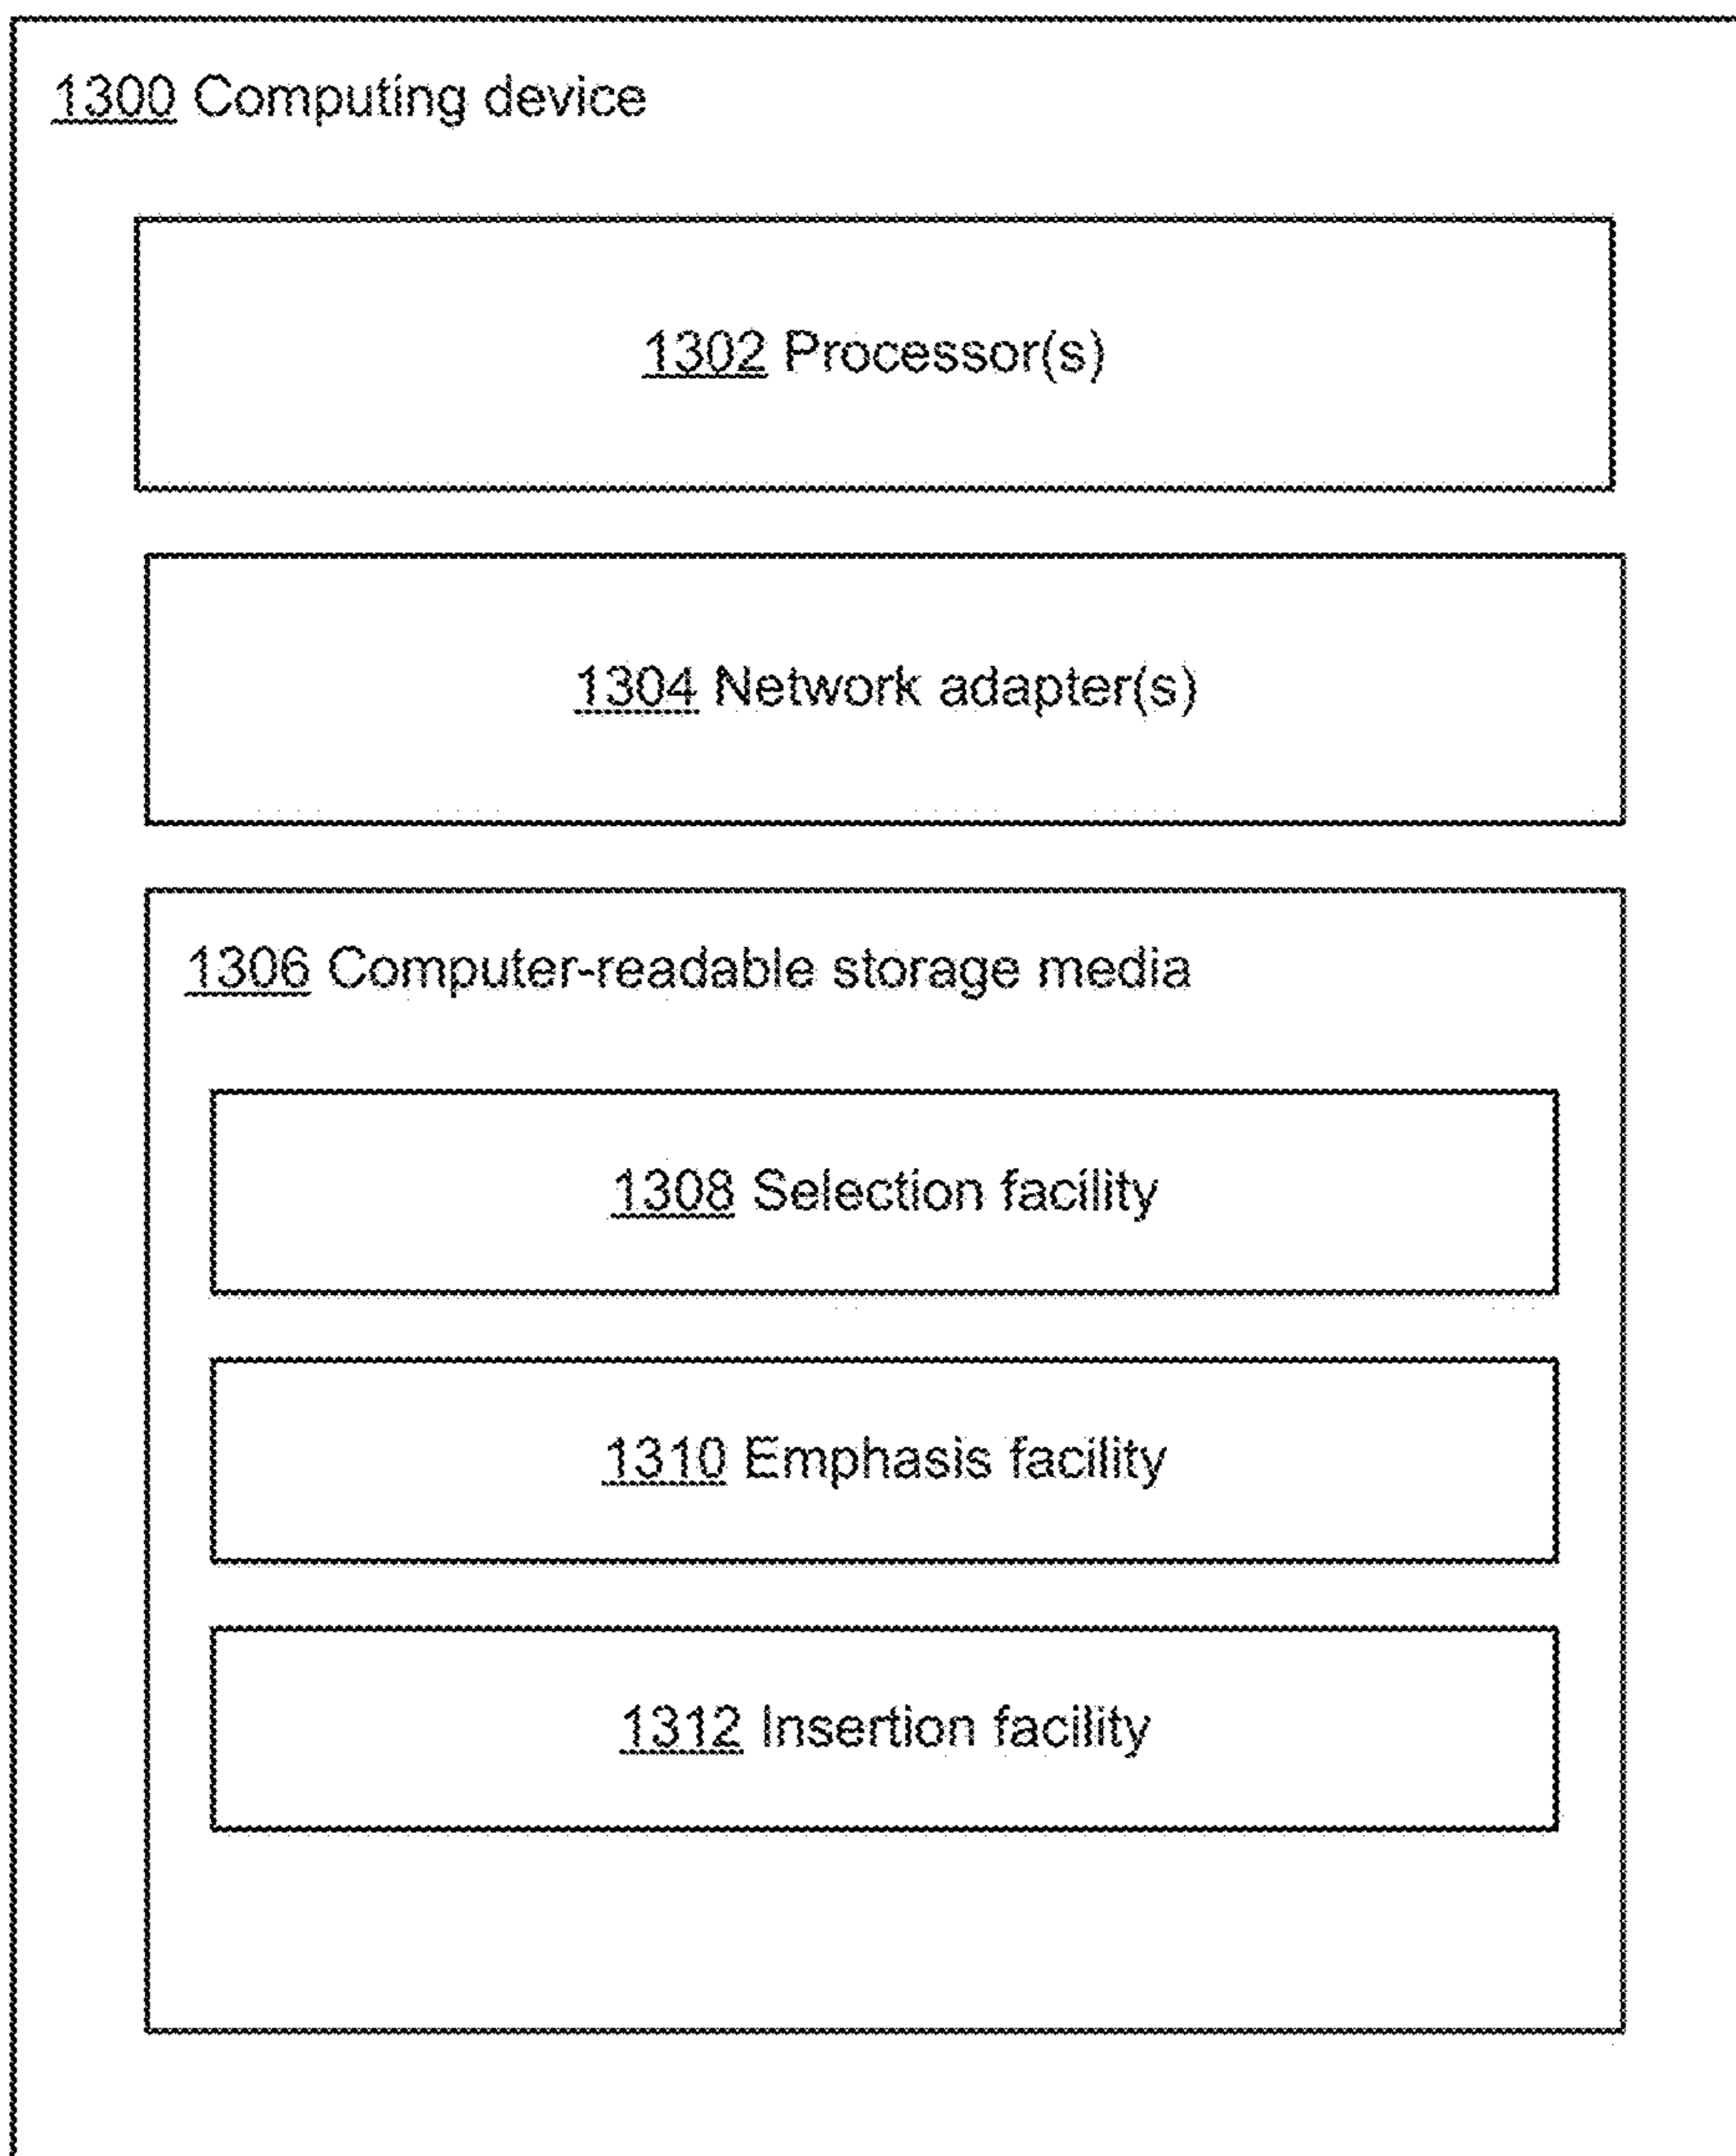 1300 Computing device
1302 Processor(s)
1304 Network adapter(s)
1306 Computer-readable storage media
1308 Selection facility
1310 Emphasis facility
1312 Insertion facility